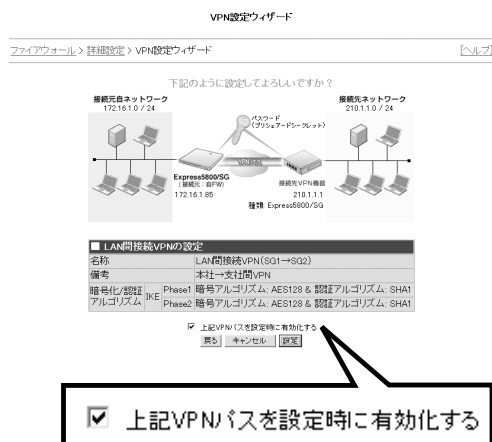 VPN設定ウィザード
ファイアウォール > 詳細設定 > VPN設定ウィザード [ヘルプ]
下記のように設定してよろしいですか？
接続元自ネットワーク
172.16.1.0 / 24
接続先ネットワーク
210.1.1.0 / 24
パスワード
(プリシェアードシークレット)
VPNパス
Express5800/SG
(接続元：自FW)
172.16.1.85
接続先VPN機器
210.1.1.1
種類 Express5800/SG
■ LAN間接続VPNの設定
名称 LAN間接続VPN(SG1→SG2)
備考 本社→支社間VPN
暗号化/認証アルゴリズム IKE Phase1 暗号アルゴリズム: AES128 & 認証アルゴリズム: SHA1
Phase2 暗号アルゴリズム: AES128 & 認証アルゴリズム: SHA1
上記VPNパスを設定時に有効化する
戻る キャンセル 設定
上記VPNパスを設定時に有効化する